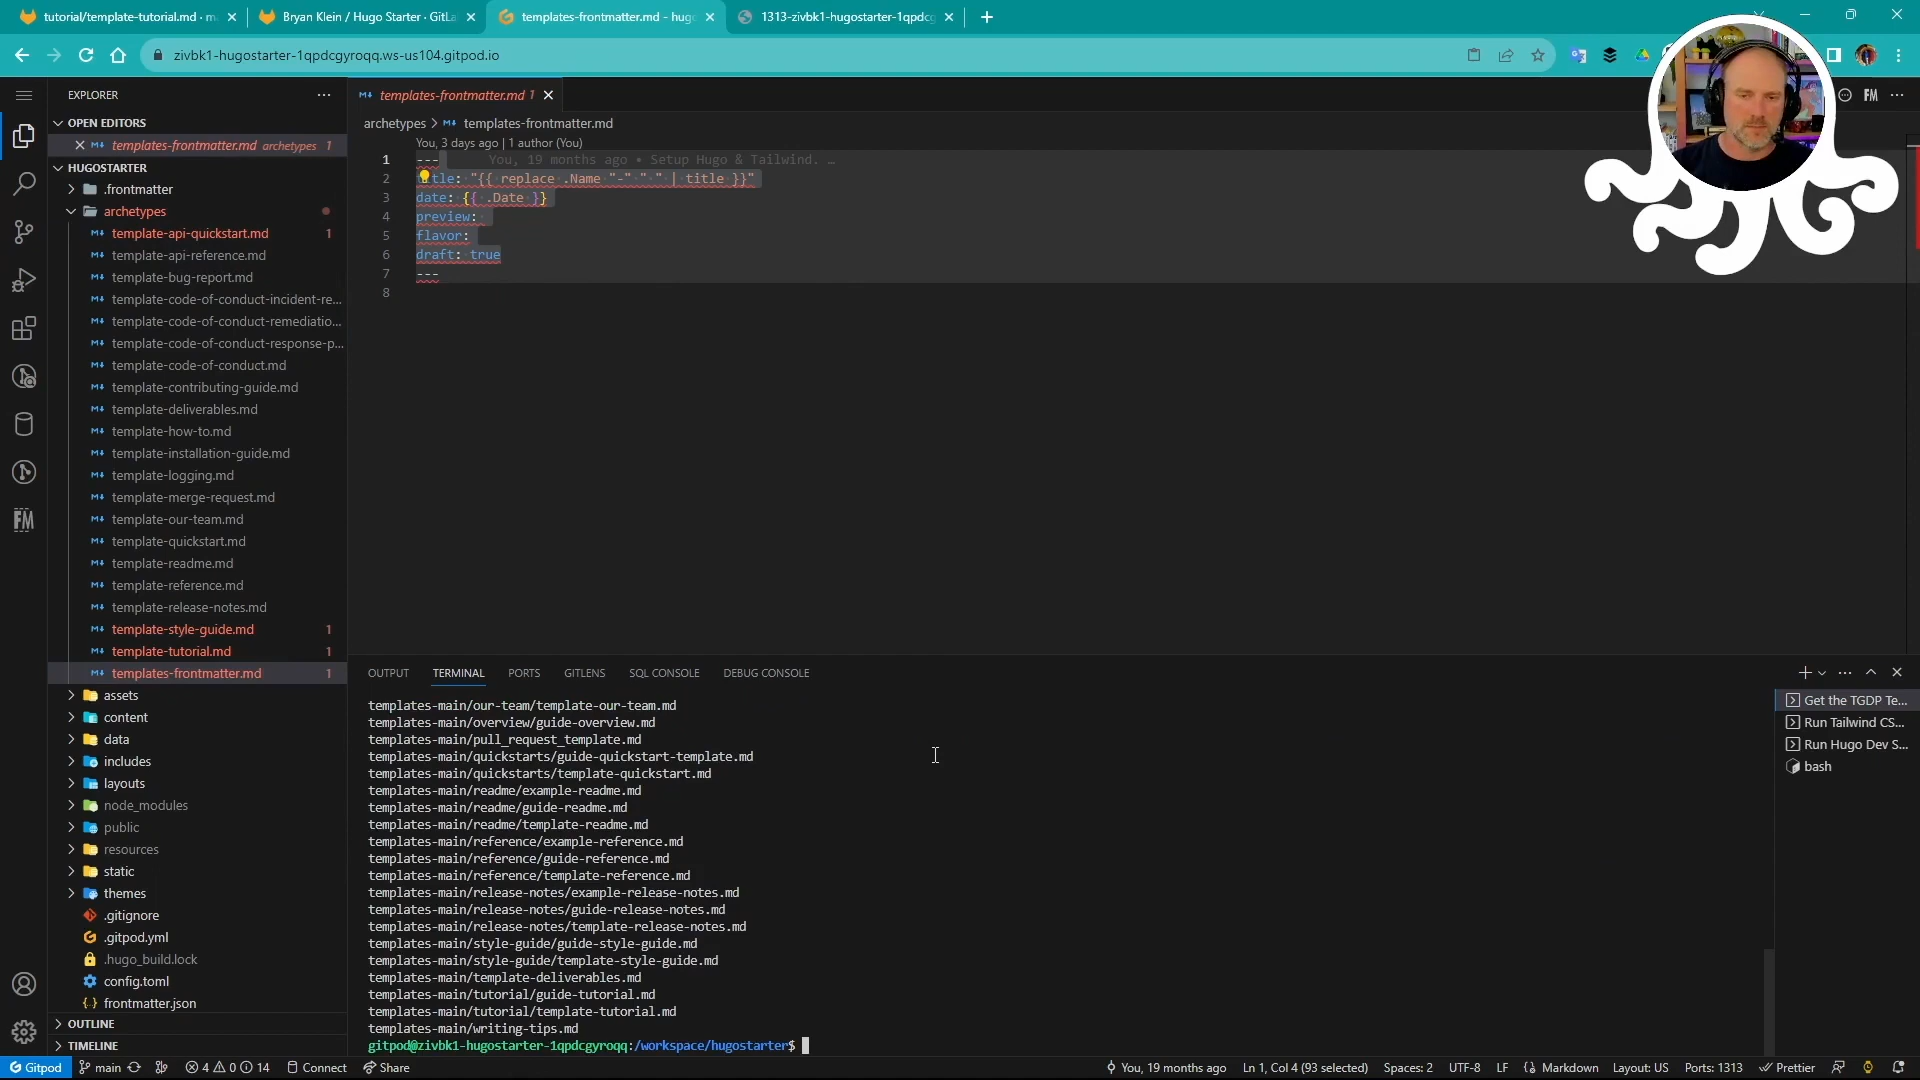 tutorial/template-tutorial.md · m
Bryan Klein / Hugo Starter · GitLa
templates-frontmatter.md - hug
1313-zivbk1-hugostarter-1qpdcg
zivbk1-hugostarter-1qpdcgyroqq.ws-us104.gitpod.io
EXPLORER
OPEN EDITORS
templates-frontmatter.md archetypes 1
HUGOSTARTER
.frontmatter
archetypes
template-api-quickstart.md 1
template-api-reference.md
template-bug-report.md
template-code-of-conduct-incident-re...
template-code-of-conduct-remediatio...
template-code-of-conduct-response-p...
template-code-of-conduct.md
template-contributing-guide.md
template-deliverables.md
template-how-to.md
template-installation-guide.md
template-logging.md
template-merge-request.md
template-our-team.md
template-quickstart.md
template-readme.md
template-reference.md
template-release-notes.md
template-style-guide.md 1
template-tutorial.md 1
templates-frontmatter.md 1
assets
content
data
includes
layouts
node_modules
public
resources
static
themes
.gitignore
.gitpod.yml
.hugo_build.lock
config.toml
frontmatter.json
OUTLINE
TIMELINE
templates-frontmatter.md 1
FM
archetypes > templates-frontmatter.md
You, 3 days ago | 1 author (You)
1 --- You, 19 months ago • Setup Hugo & Tailwind. …
2 title: "{{ replace .Name "-" " " | title }}"
3 date: {{ .Date }}
4 preview:
5 flavor:
6 draft: true
7 ---
8
OUTPUT TERMINAL PORTS GITLENS SQL CONSOLE DEBUG CONSOLE
templates-main/our-team/template-our-team.md
templates-main/overview/guide-overview.md
templates-main/pull_request_template.md
templates-main/quickstarts/guide-quickstart-template.md
templates-main/quickstarts/template-quickstart.md
templates-main/readme/example-readme.md
templates-main/readme/guide-readme.md
templates-main/readme/template-readme.md
templates-main/reference/example-reference.md
templates-main/reference/guide-reference.md
templates-main/reference/template-reference.md
templates-main/release-notes/example-release-notes.md
templates-main/release-notes/guide-release-notes.md
templates-main/release-notes/template-release-notes.md
templates-main/style-guide/guide-style-guide.md
templates-main/style-guide/template-style-guide.md
templates-main/template-deliverables.md
templates-main/tutorial/guide-tutorial.md
templates-main/tutorial/template-tutorial.md
templates-main/writing-tips.md
gitpod@zivbk1-hugostarter-1qpdcgyroqq:/workspace/hugostarter$
Get the TGDP Te...
Run Tailwind CS...
Run Hugo Dev S...
bash
Gitpod main 4 0 14 Connect Share You, 19 months ago Ln 1, Col 4 (93 selected) Spaces: 2 UTF-8 LF Markdown Layout: US Ports: 1313 Prettier